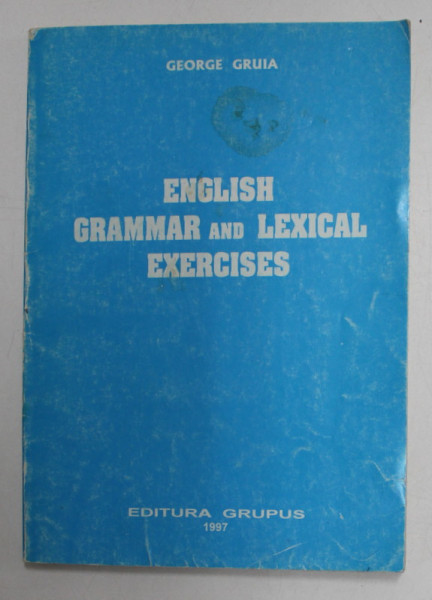 GEORGE GRUIA
ENGLISH
GRAMMAR AND LEXICAL
EXERCISES
EDITURA GRUPUS
1997